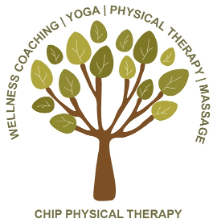 WELLNESS COACHING | YOGA | PHYSICAL THERAPY | MASSAGE
CHIP PHYSICAL THERAPY